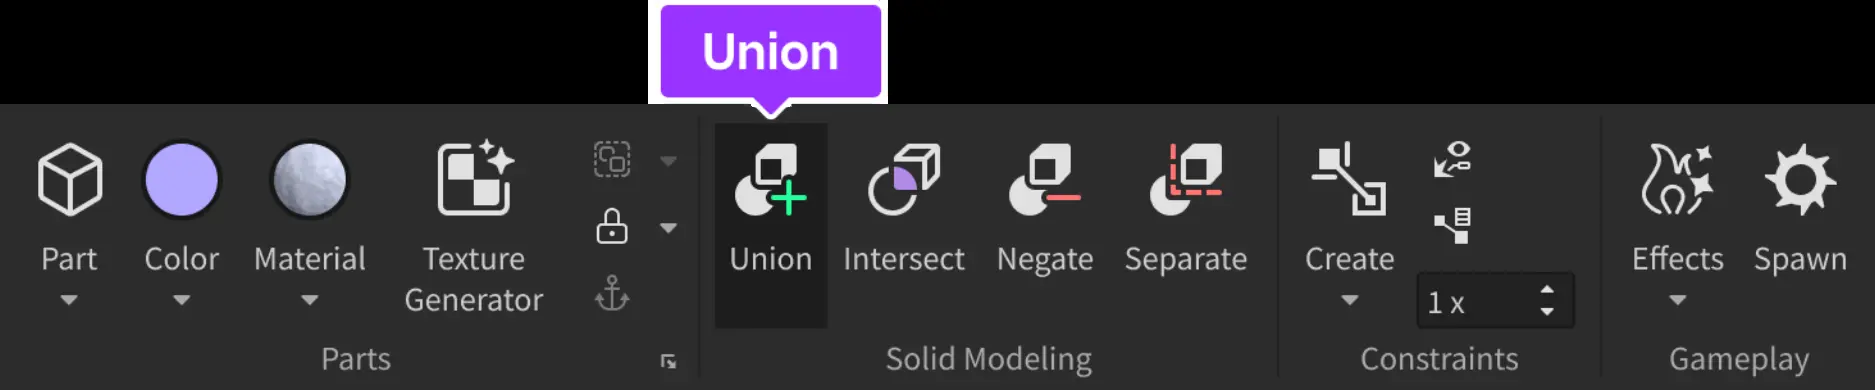 Union
Part
Color
Material
Texture
Generator
Union
Intersect
Negate
Separate
Create
1 x
Effects
Spawn
Parts
Solid Modeling
Constraints
Gameplay